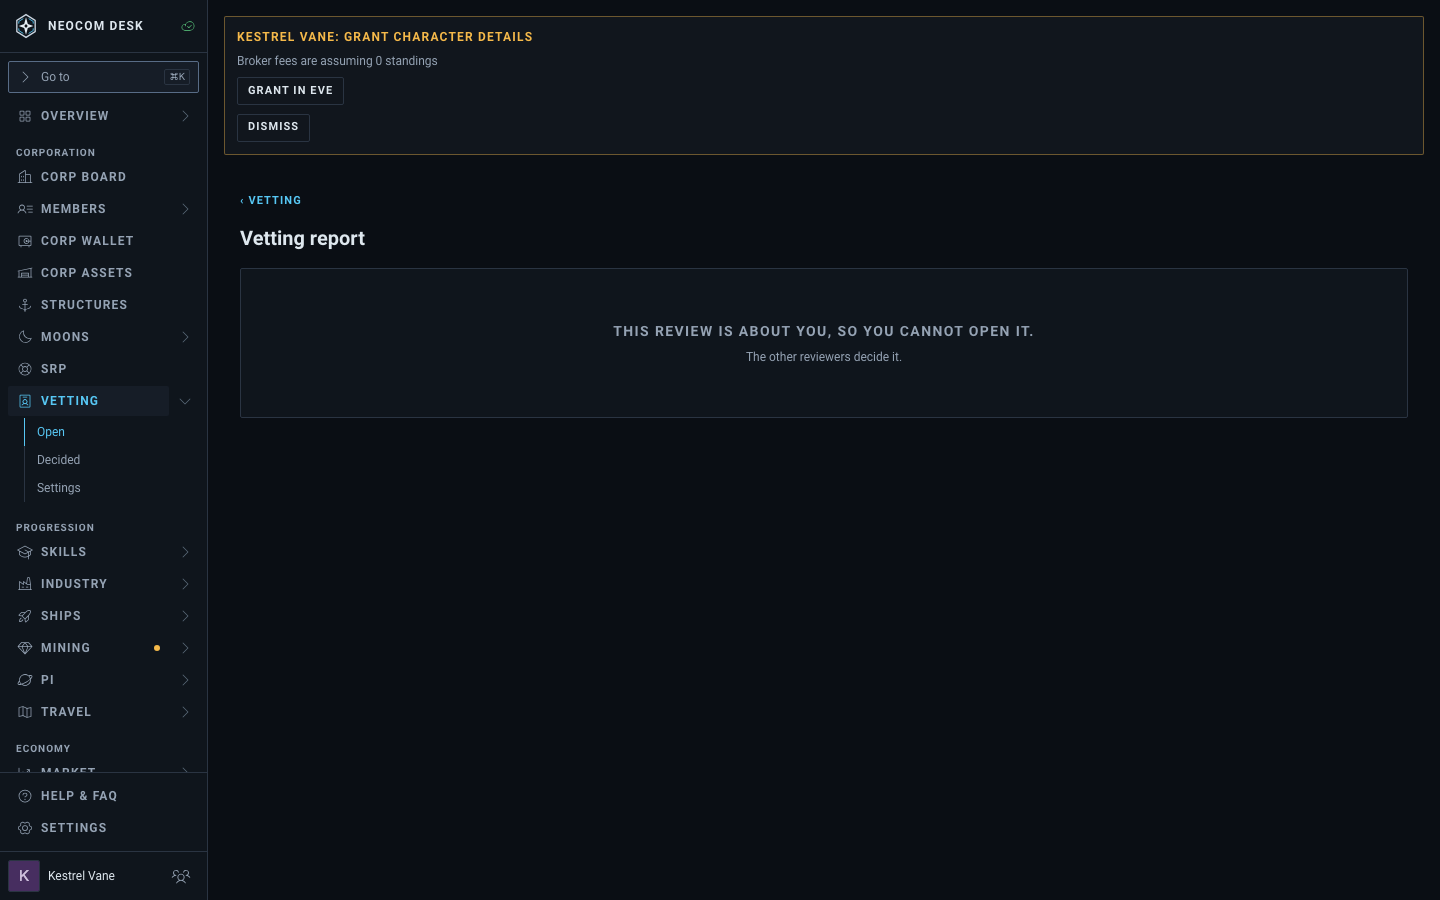 NEOCOM DESK
Go to ⌘K
OVERVIEW
CORPORATION
CORP BOARD
MEMBERS
CORP WALLET
CORP ASSETS
STRUCTURES
MOONS
SRP
VETTING
Open
Decided
Settings
PROGRESSION
SKILLS
INDUSTRY
SHIPS
MINING
PI
TRAVEL
ECONOMY
MARKET
HELP & FAQ
SETTINGS
K Kestrel Vane
KESTREL VANE: GRANT CHARACTER DETAILS
Broker fees are assuming 0 standings
GRANT IN EVE
DISMISS
‹ VETTING
Vetting report
THIS REVIEW IS ABOUT YOU, SO YOU CANNOT OPEN IT.
The other reviewers decide it.